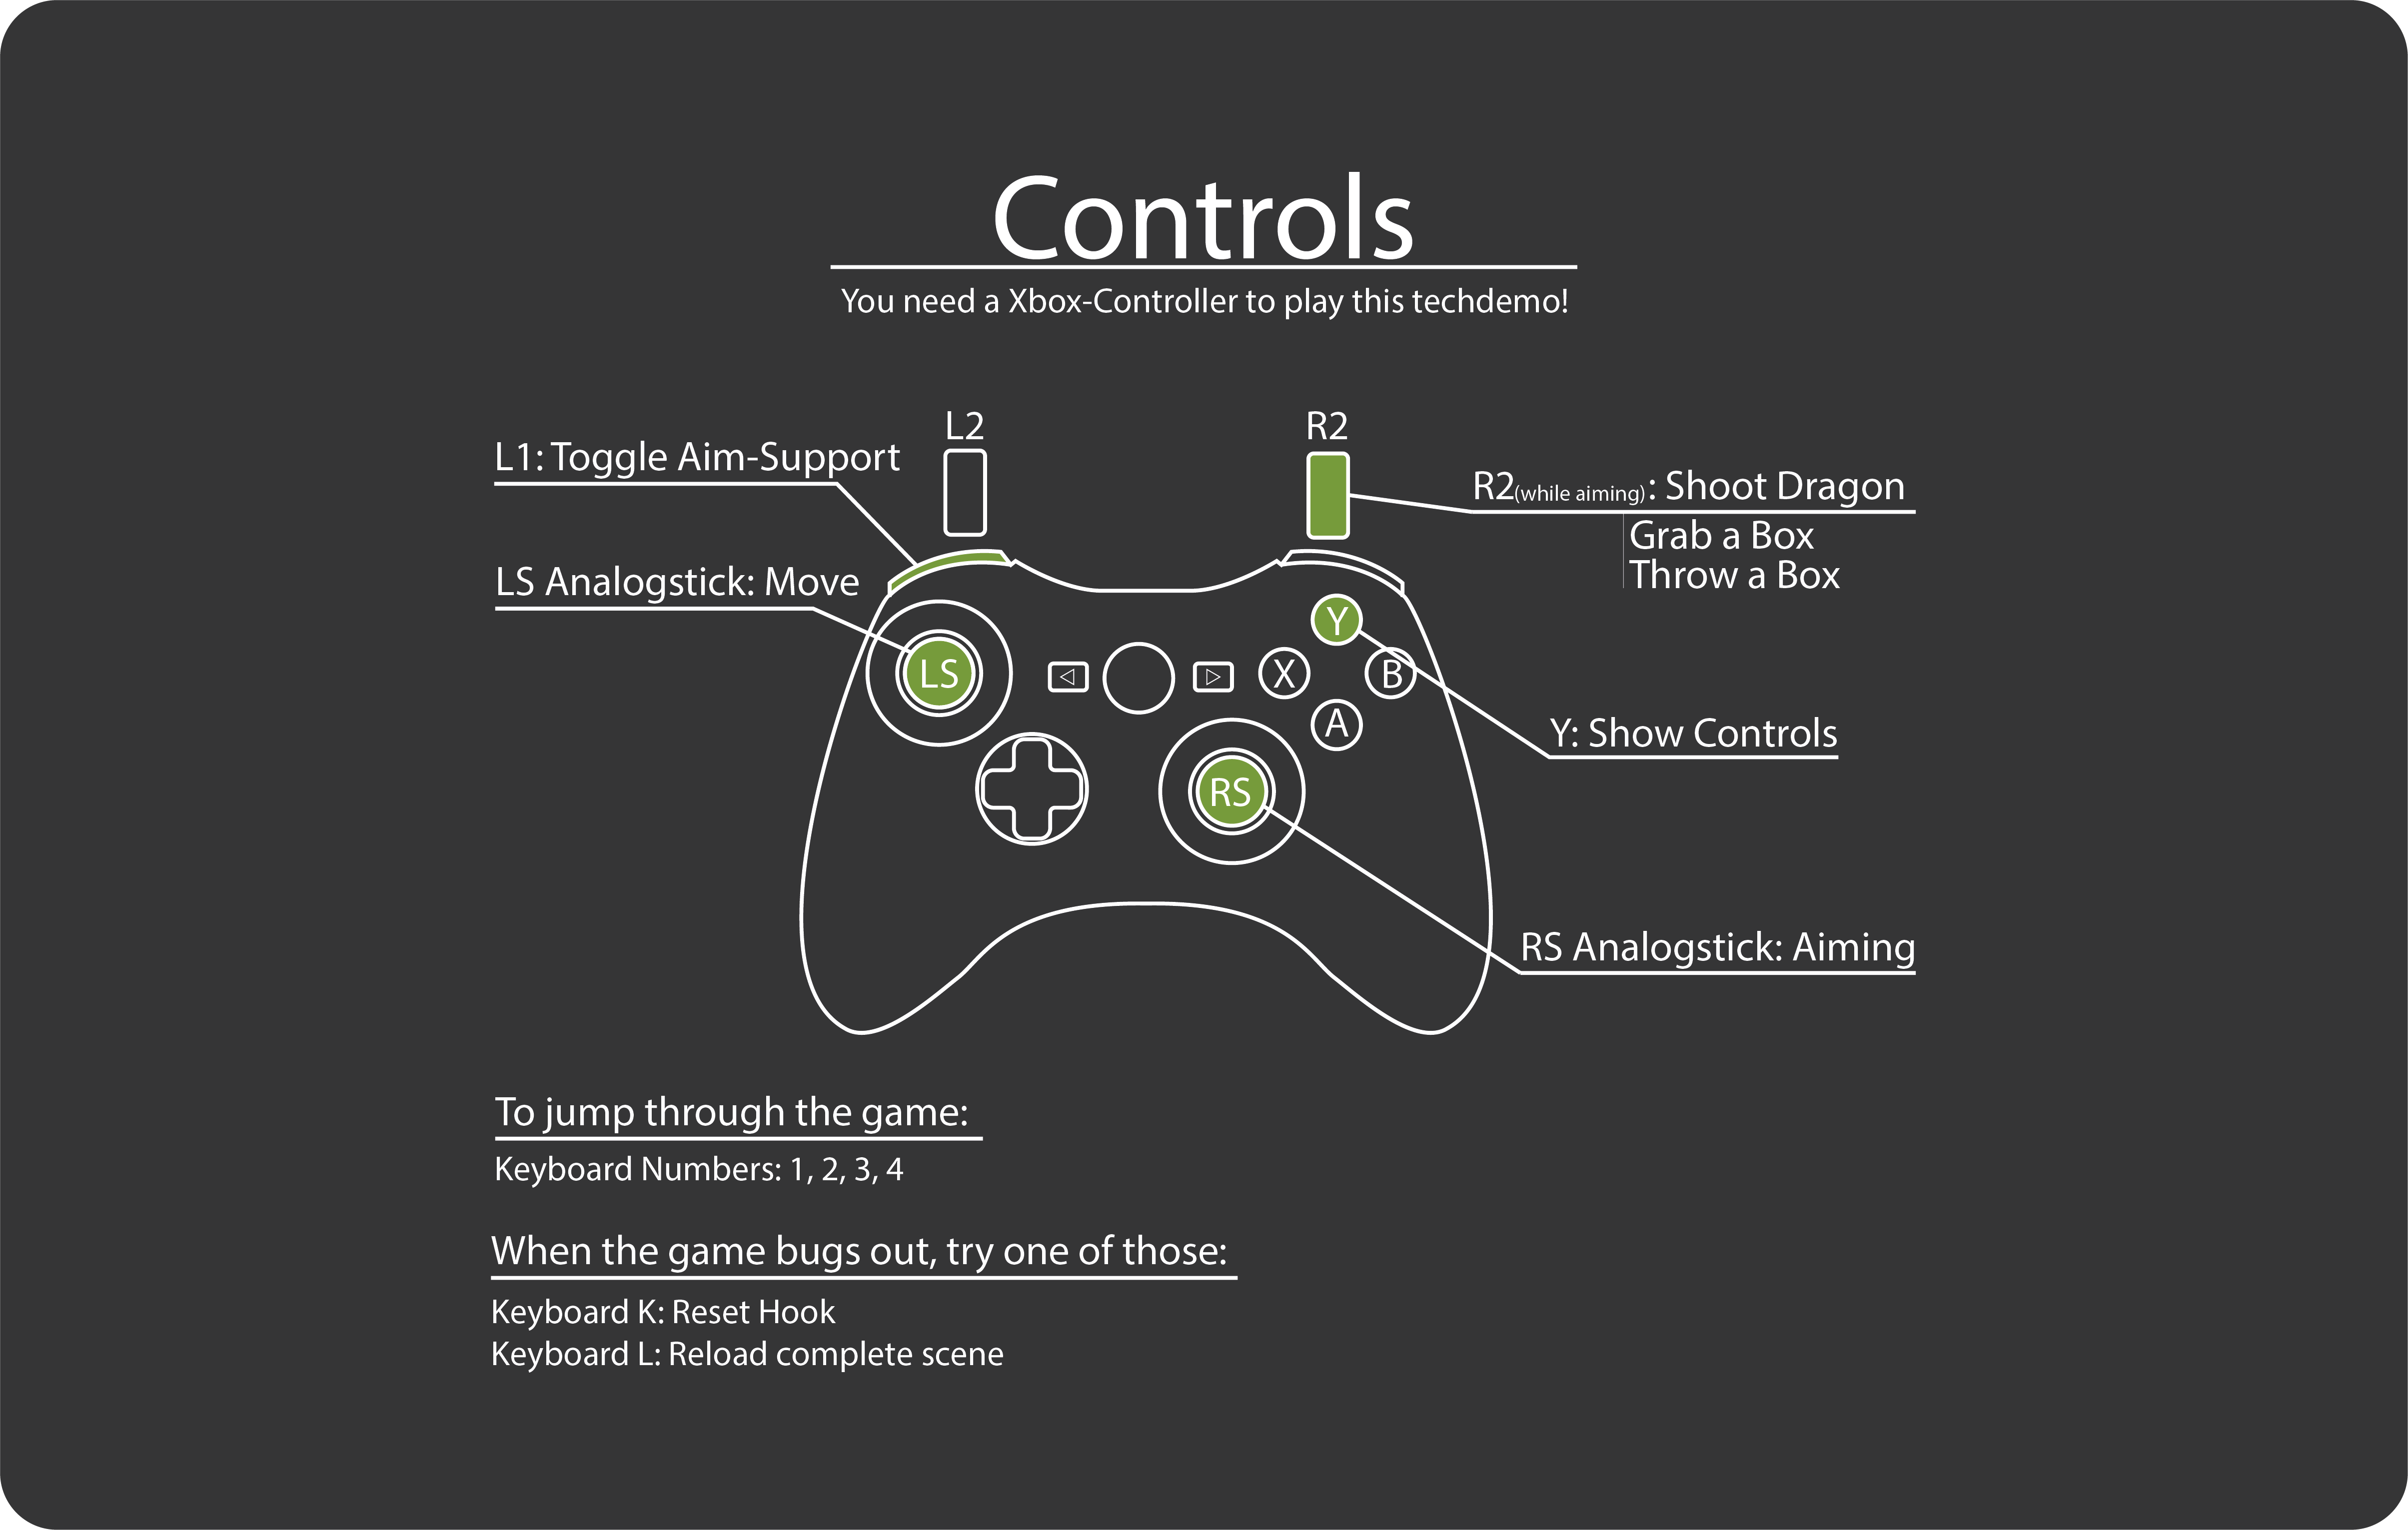 Controls
You need a Xbox-Controller to play this techdemo!
L2
R2
L1: Toggle Aim-Support
R2(while aiming): Shoot Dragon
Grab a Box
Throw a Box
LS Analogstick: Move
Y
LS
X
B
A
Y: Show Controls
RS
RS Analogstick: Aiming
To jump through the game:
Keyboard Numbers: 1, 2, 3, 4
When the game bugs out, try one of those:
Keyboard K: Reset Hook
Keyboard L: Reload complete scene